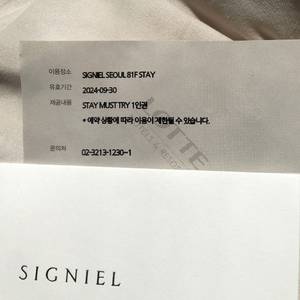 이용장소 SIGNIEL SEOUL 81F STAY
유효기간 2024-09-30
제공내용 STAY MUST TRY 1인권
* 예약 상황에 따라 이용이 제한될 수 있습니다.
문의처 02-3213-1230~1
LOTTE
SIGNIEL